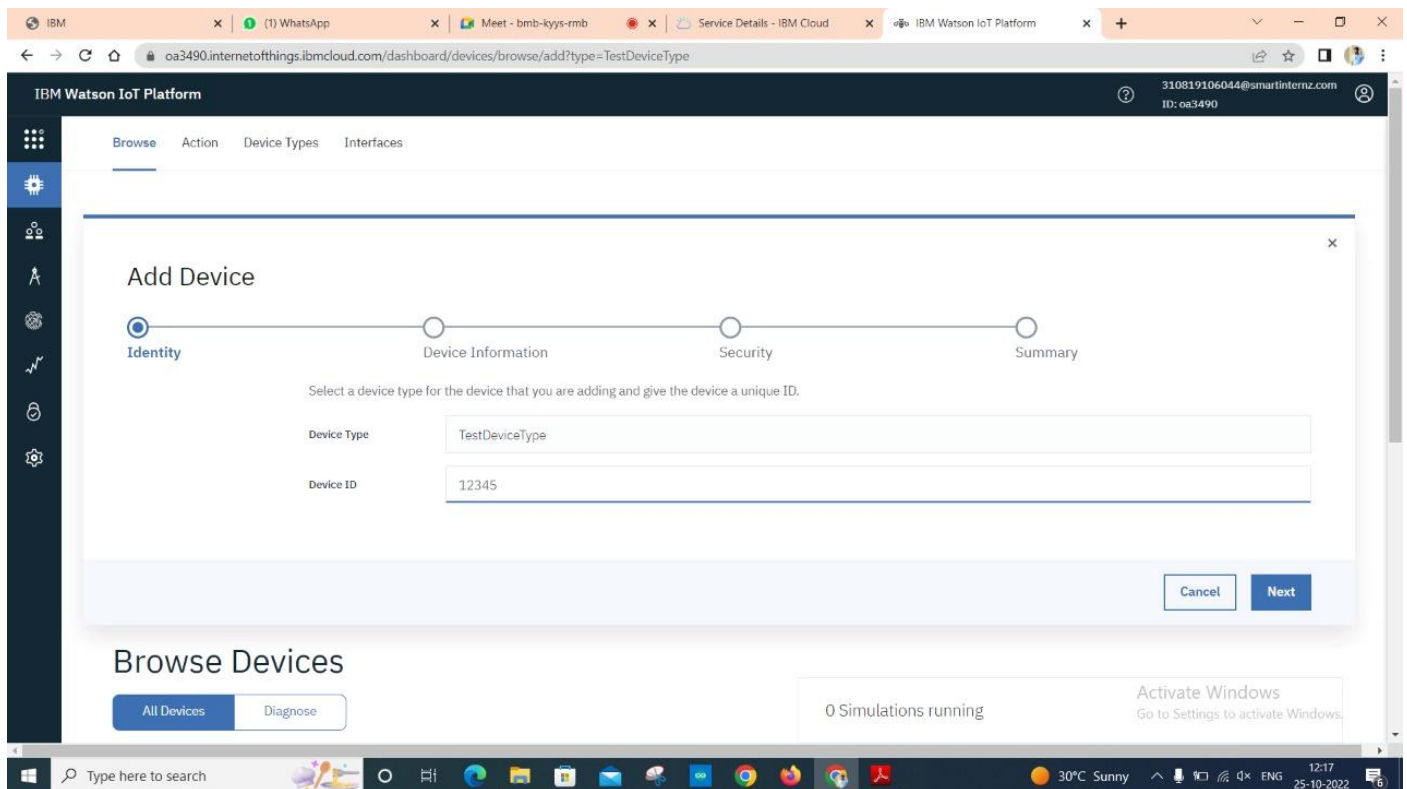 IBM
(1) WhatsApp
Meet - bmb-kyys-rmb
Service Details - IBM Cloud
IBM Watson IoT Platform
oa3490.internetofthings.ibmcloud.com/dashboard/devices/browse/add?type=TestDeviceType
IBM Watson IoT Platform
310819106044@smartinternz.com
ID: oa3490
Browse Action Device Types Interfaces
Add Device
Identity Device Information Security Summary
Select a device type for the device that you are adding and give the device a unique ID.
Device Type TestDeviceType
Device ID 12345
Cancel Next
Browse Devices
All Devices Diagnose
0 Simulations running
Activate Windows
Go to Settings to activate Windows.
Type here to search
30°C Sunny
ENG
12:17
25-10-2022
6